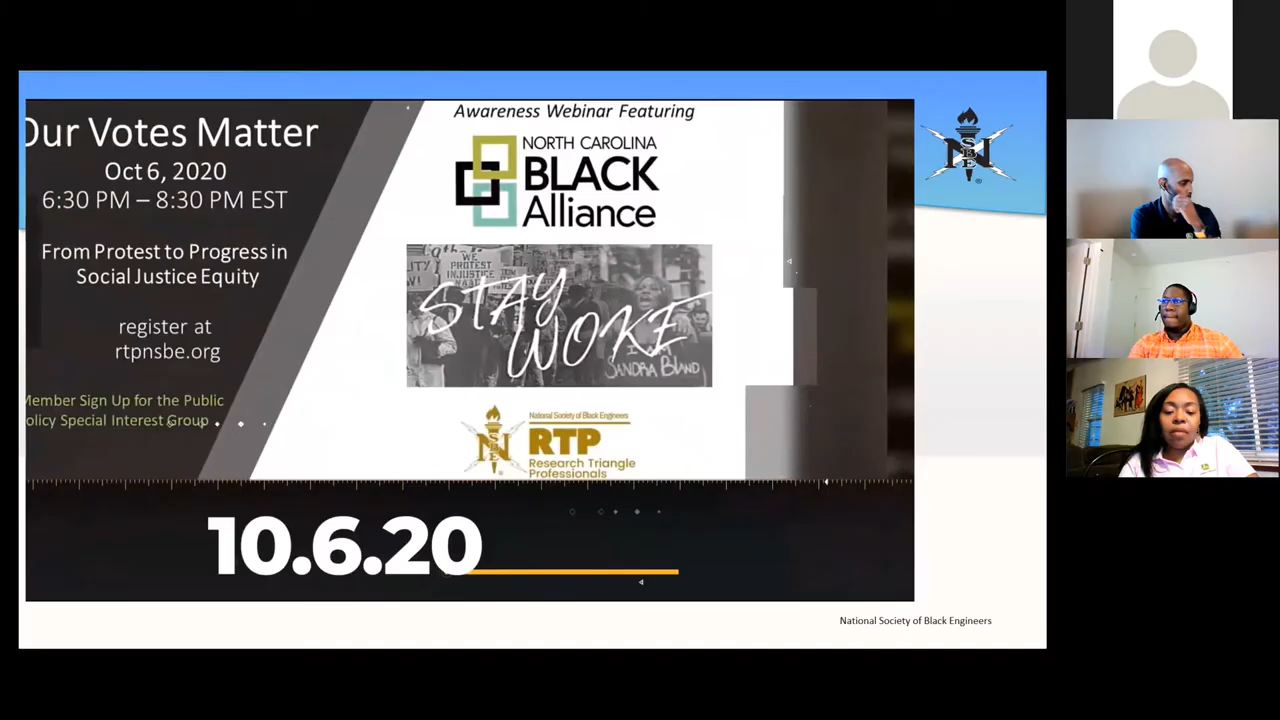 Our Votes Matter
Oct 6, 2020
6:30 PM – 8:30 PM EST
From Protest to Progress in
Social Justice Equity
register at
rtpnsbe.org
Member Sign Up for the Public
olicy Special Interest Group
Awareness Webinar Featuring
NORTH CAROLINA
BLACK
Alliance
WE
PROTEST
INJUSTICE
STAY
WOKE
SANDRA BLAND
National Society of Black Engineers
NSBE
RTP
Research Triangle
Professionals
10.6.20
NSBE
National Society of Black Engineers